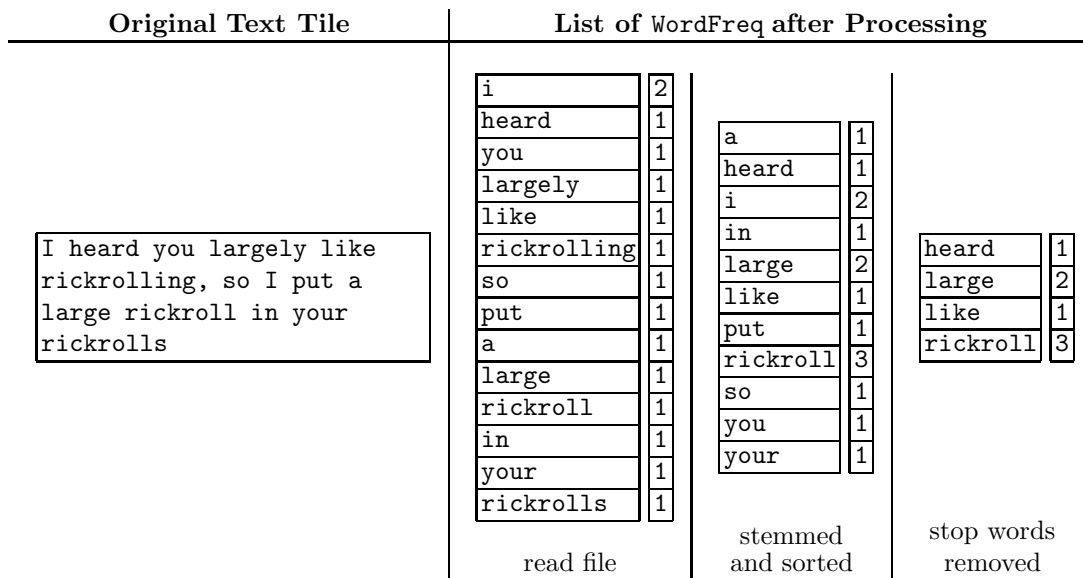 Original Text Tile
List of WordFreq after Processing
I heard you largely like
rickrolling, so I put a
large rickroll in your
rickrolls
i 2
heard 1
you 1
largely 1
like 1
rickrolling 1
so 1
put 1
a 1
large 1
rickroll 1
in 1
your 1
rickrolls 1
read file
a 1
heard 1
i 2
in 1
large 2
like 1
put 1
rickroll 3
so 1
you 1
your 1
stemmed
and sorted
heard 1
large 2
like 1
rickroll 3
stop words
removed